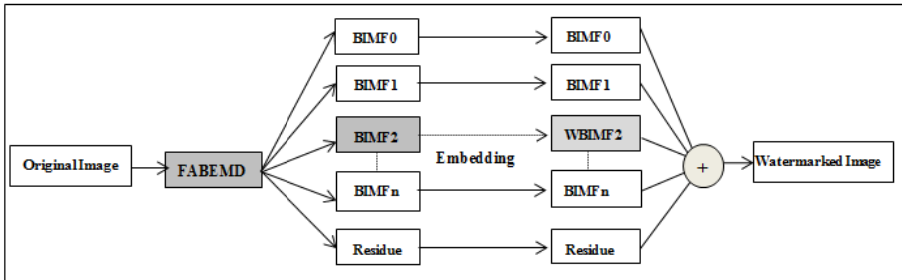 BIMF0 BIMF0
BIMF1 BIMF1
BIMF2 WBIMF2
Embedding
Original Image FABEMD + Watermarked Image
BIMFn BIMFn
Residue Residue